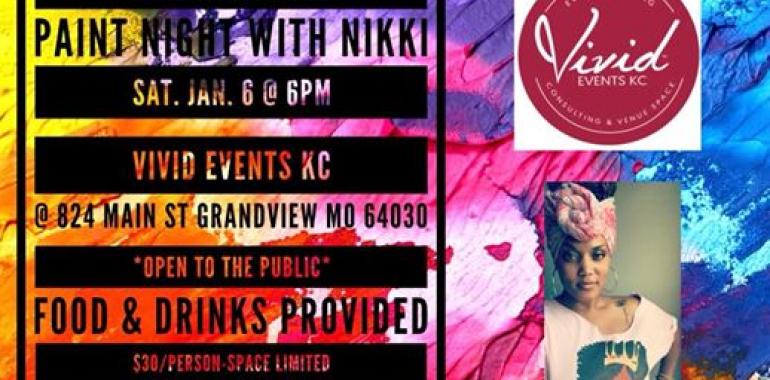 PAINT NIGHT WITH NIKKI
SAT. JAN. 6 @ 6PM
VIVID EVENTS KC
@ 824 MAIN ST GRANDVIEW MO 64030
*OPEN TO THE PUBLIC*
FOOD & DRINKS PROVIDED
$30/PERSON-SPACE LIMITED
Vivid
EVENTS KC
CONSULTING & VENUE SPACE